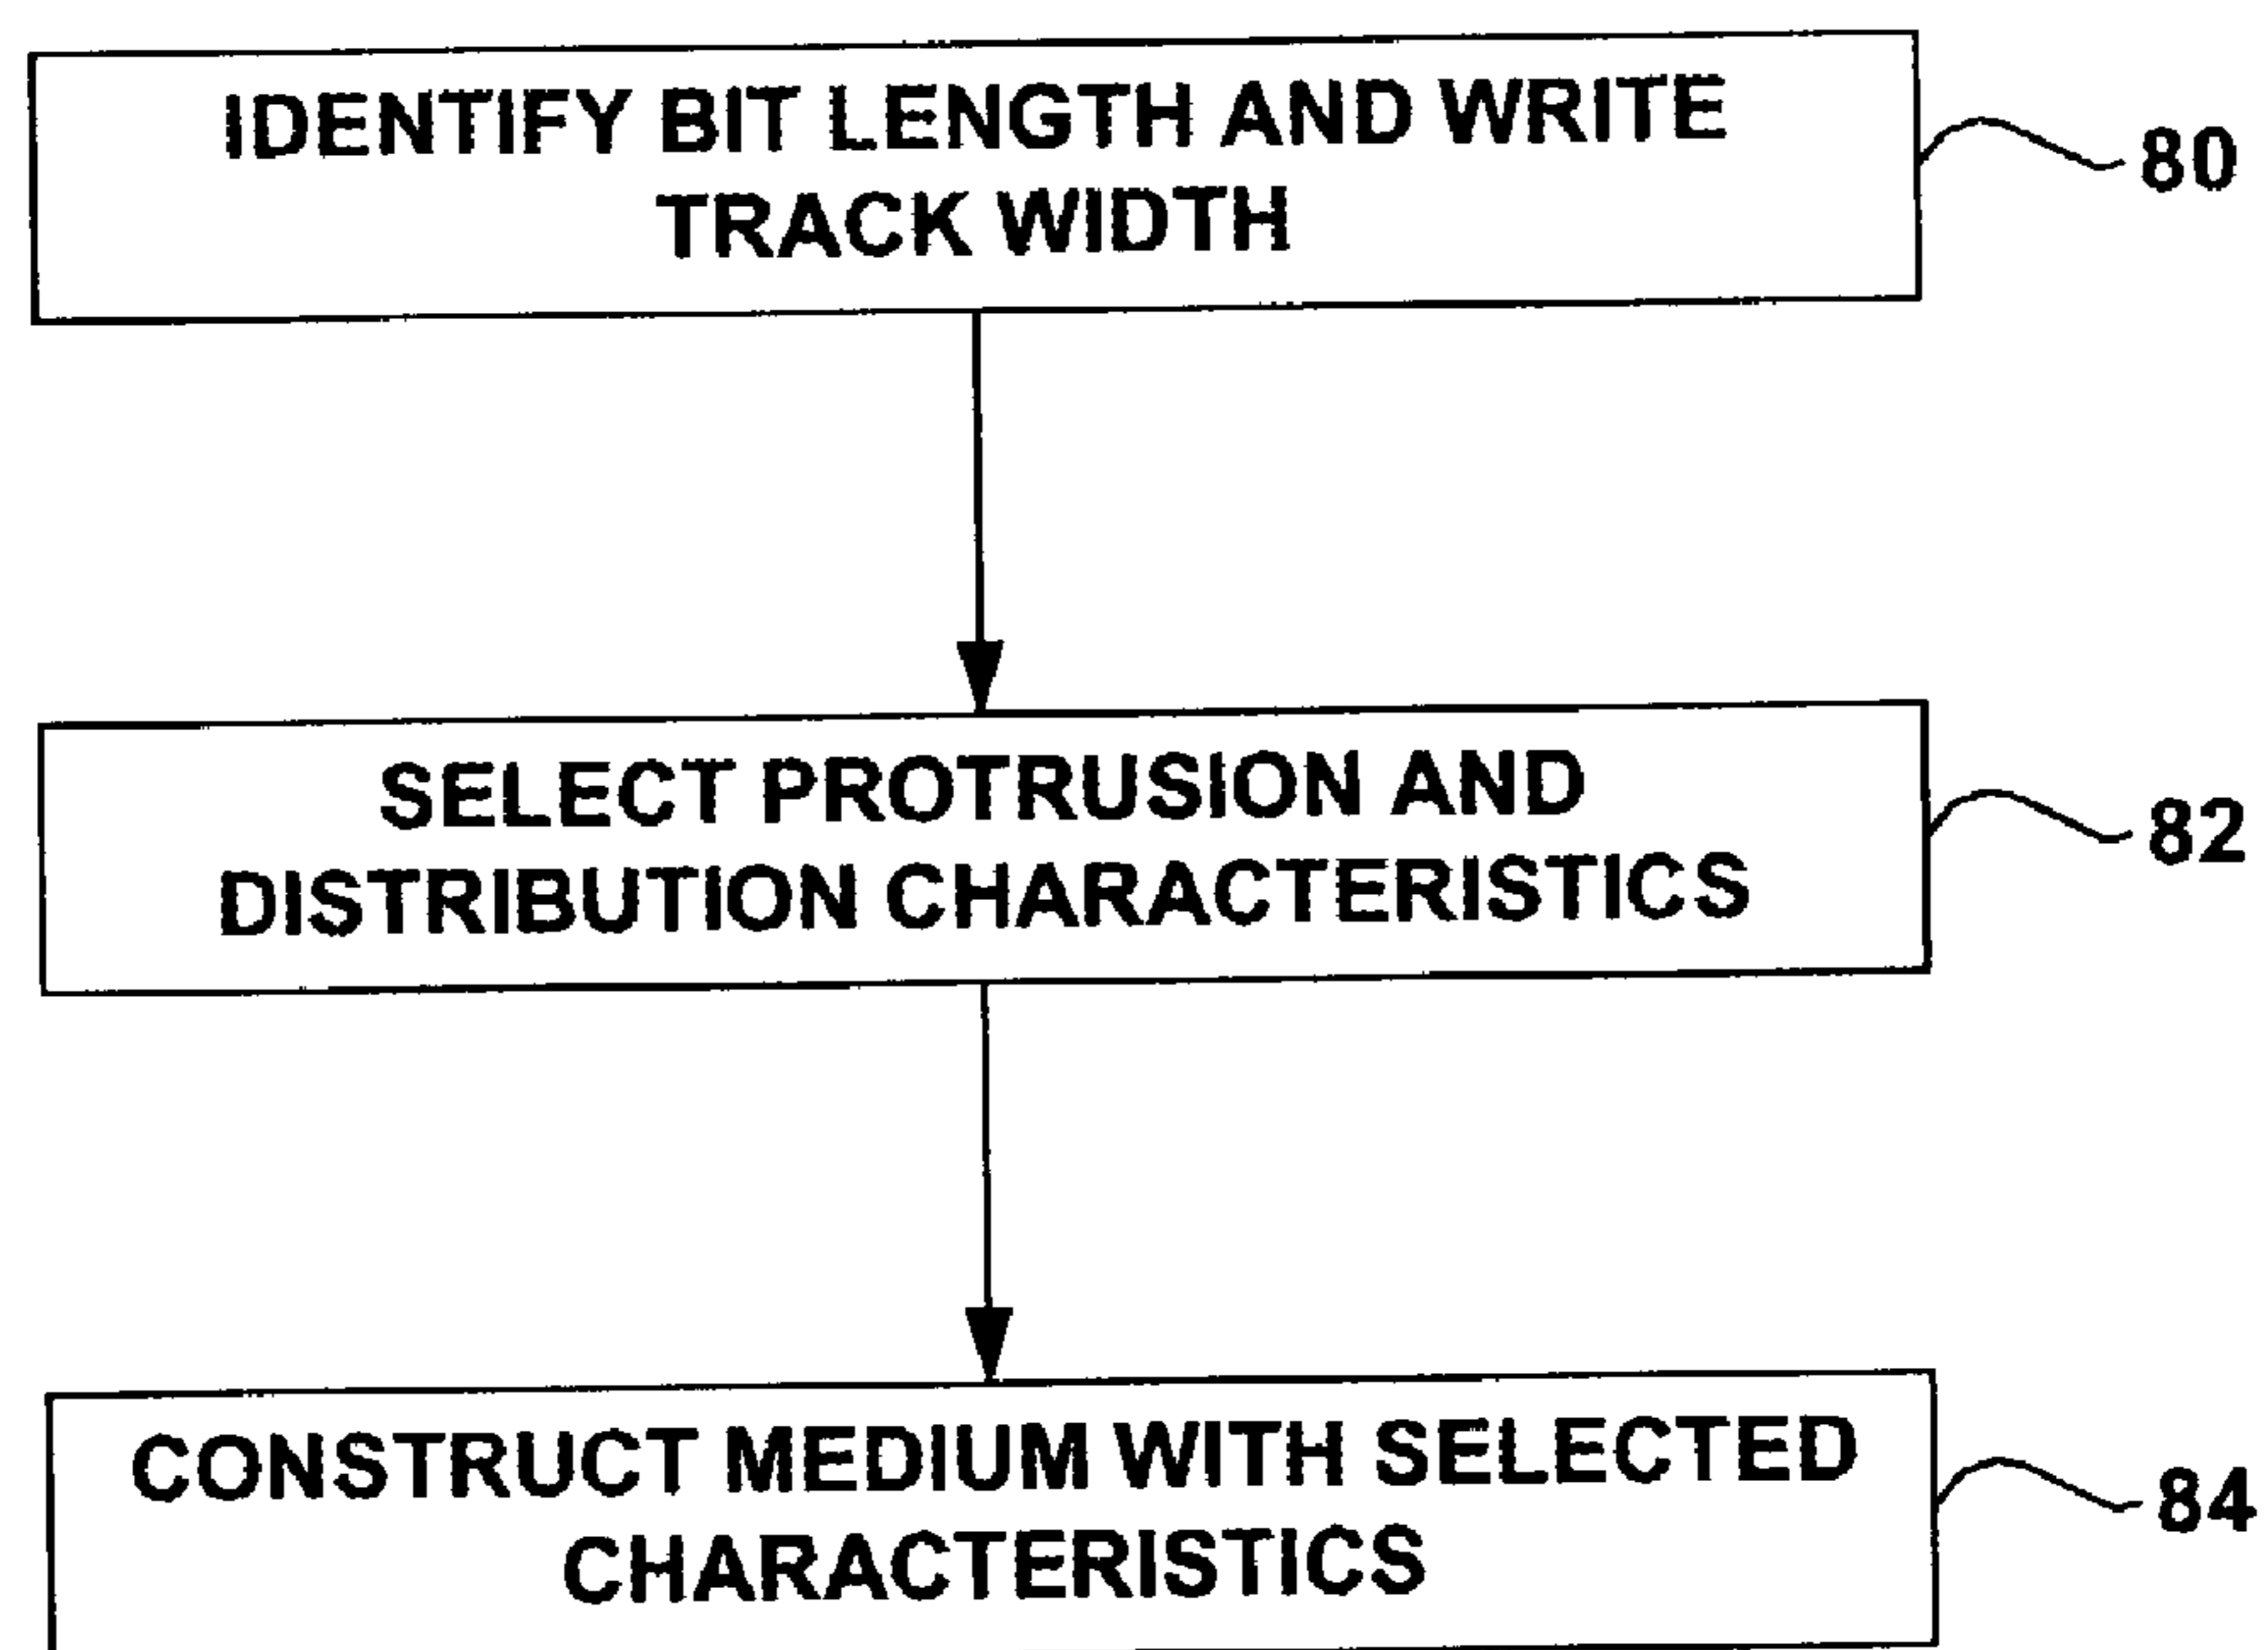 IDENTIFY BIT LENGTH AND WRITE
TRACK WIDTH
80
SELECT PROTRUSION AND
DISTRIBUTION CHARACTERISTICS
82
CONSTRUCT MEDIUM WITH SELECTED
CHARACTERISTICS
84